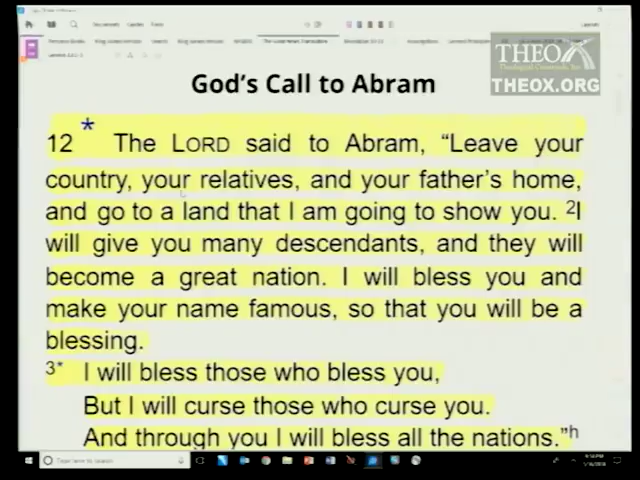 THEOX
THEOX.ORG
God's Call to Abram
12 * The LORD said to Abram, “Leave your
country, your relatives, and your father's home,
and go to a land that I am going to show you. 2I
will give you many descendants, and they will
become a great nation. I will bless you and
make your name famous, so that you will be a
blessing.
3* I will bless those who bless you,
But I will curse those who curse you.
And through you I will bless all the nations.”h